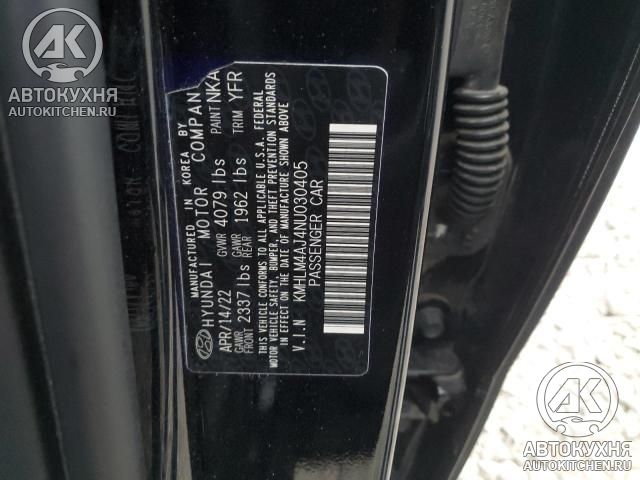 AK
АВТОКУХНЯ
AUTOKITCHEN.RU
MANUFACTURED IN KOREA BY
HYUNDAI MOTOR COMPANY
PAINT NKA
APR/14/22 GVWR 4079 lbs
TRIM YFR
GAWR FRONT 2337 lbs GAWR REAR 1962 lbs
THIS VEHICLE CONFORMS TO ALL APPLICABLE U.S.A. FEDERAL
MOTOR VEHICLE SAFETY, BUMPER, AND THEFT PREVENTION STANDARDS
IN EFFECT ON THE DATE OF MANUFACTURE SHOWN ABOVE.
V.I.N KMHLM4AJ4NU030405
PASSENGER CAR
AK
АВТОКУХНЯ
AUTOKITCHEN.RU